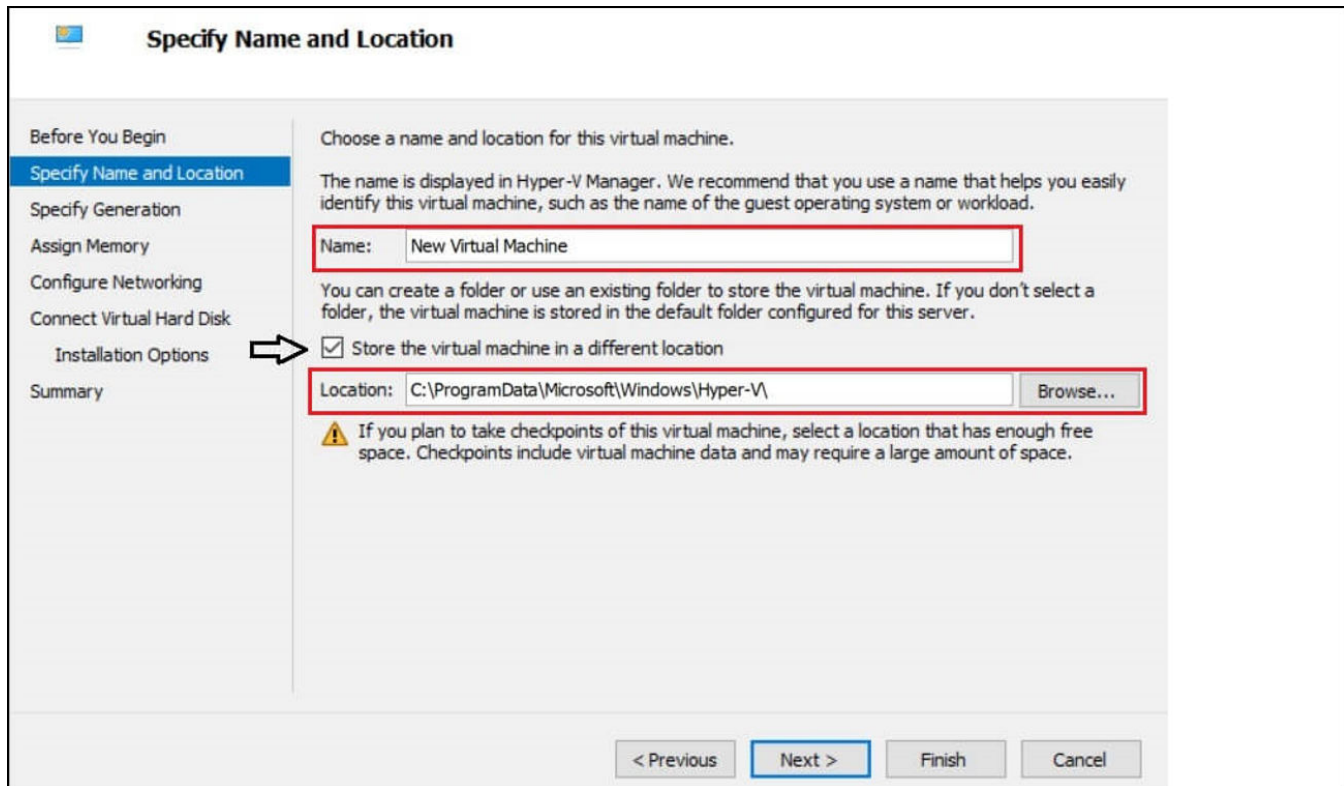 Specify Name and Location
Before You Begin
Specify Name and Location
Specify Generation
Assign Memory
Configure Networking
Connect Virtual Hard Disk
Installation Options
Summary
Choose a name and location for this virtual machine.
The name is displayed in Hyper-V Manager. We recommend that you use a name that helps you easily
identify this virtual machine, such as the name of the guest operating system or workload.
Name: New Virtual Machine
You can create a folder or use an existing folder to store the virtual machine. If you don't select a
folder, the virtual machine is stored in the default folder configured for this server.
Store the virtual machine in a different location
Location: C:\ProgramData\Microsoft\Windows\Hyper-V\ Browse...
If you plan to take checkpoints of this virtual machine, select a location that has enough free
space. Checkpoints include virtual machine data and may require a large amount of space.
< Previous Next > Finish Cancel